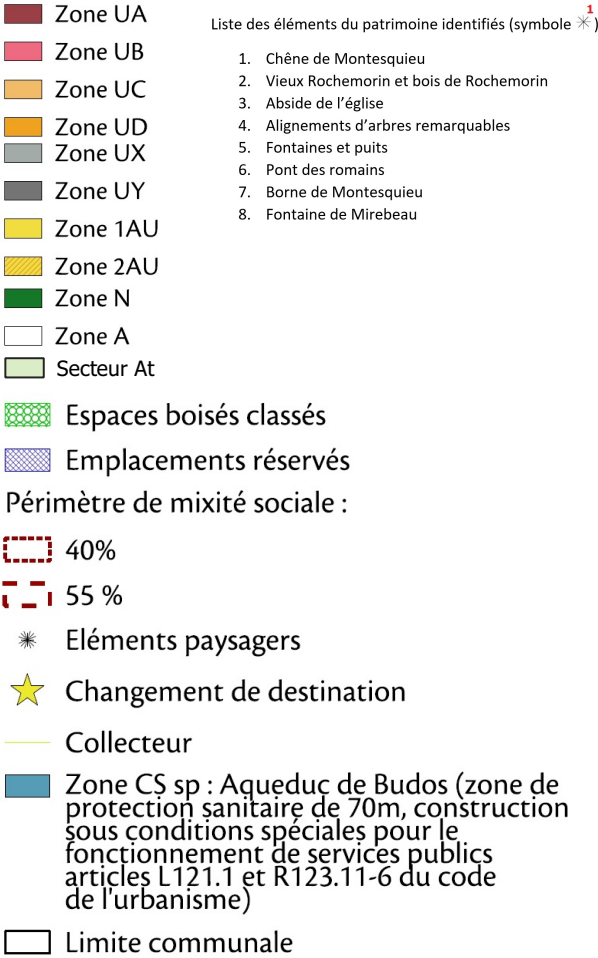 Zone UA
Zone UB
Zone UC
Zone UD
Zone UX
Zone UY
Zone 1AU
Zone 2AU
Zone N
Zone A
Secteur At
Liste des éléments du patrimoine identifiés (symbole 1)
1. Chêne de Montesquieu
2. Vieux Rochemorin et bois de Rochemorin
3. Abside de l’église
4. Alignements d’arbres remarquables
5. Fontaines et puits
6. Pont des romains
7. Borne de Montesquieu
8. Fontaine de Mirebeau
Espaces boisés classés
Emplacements réservés
Périmètre de mixité sociale :
40%
55 %
Eléments paysagers
Changement de destination
Collecteur
Zone CS sp : Aqueduc de Budos (zone de
protection sanitaire de 70m, construction
sous conditions spéciales pour le
fonctionnement de services publics
articles L121.1 et R123.11-6 du code
de l'urbanisme)
Limite communale